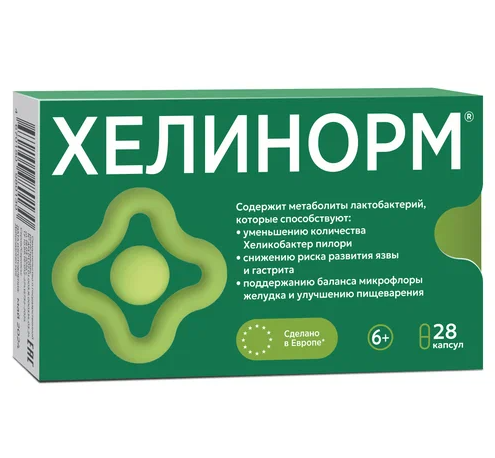 ХЕЛИНОРМ®
Содержит метаболиты лактобактерий,
которые способствуют:
• уменьшению количества
Хеликобактер пилори
• снижению риска развития язвы
и гастрита
• поддержанию баланса микрофлоры
желудка и улучшению пищеварения
Сделано
в Европе*
6+
28
капсул
EAC